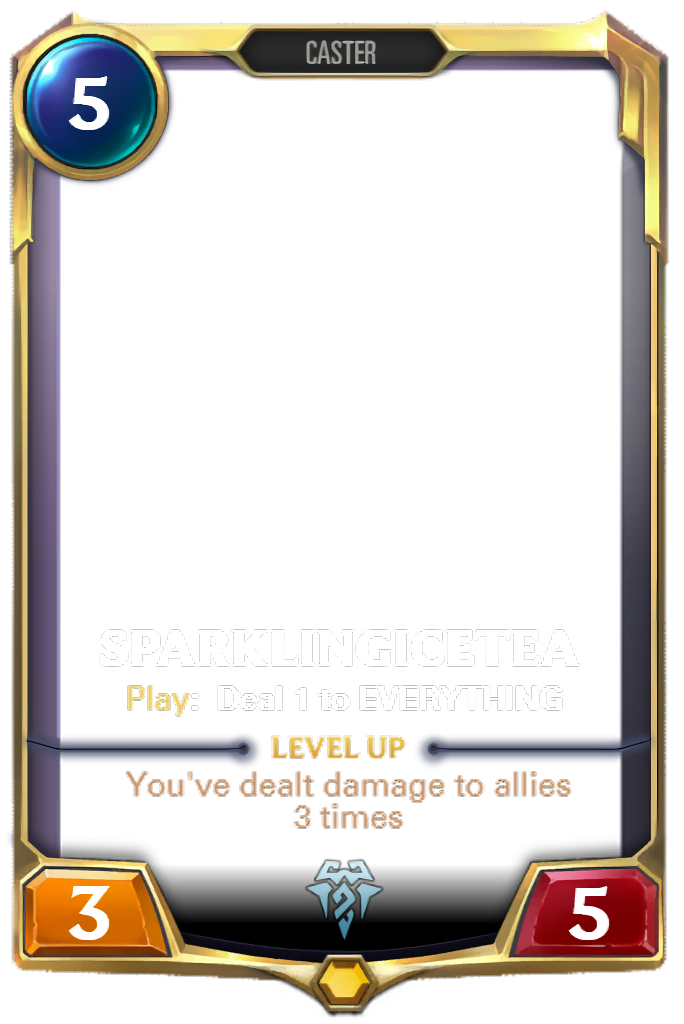 CASTER
5
SPARKLINGICETEA
Play: Deal 1 to EVERYTHING
LEVEL UP
You've dealt damage to allies
3 times
3
5